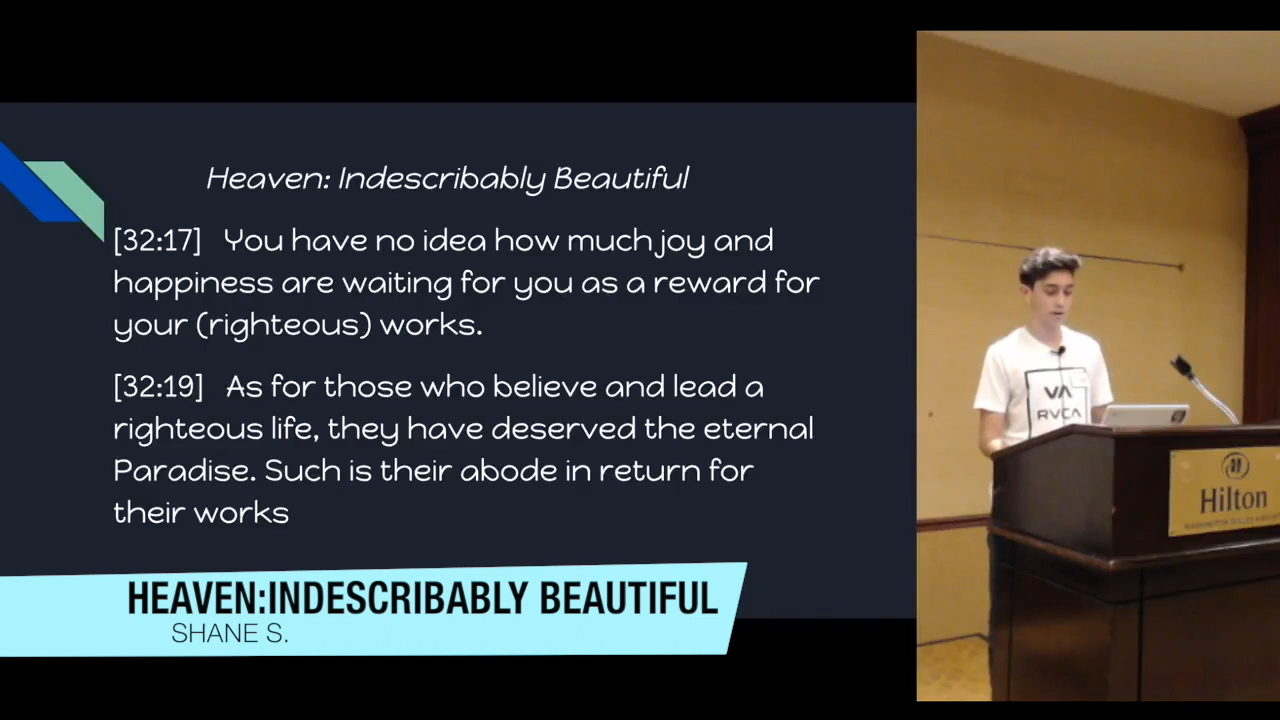 Heaven: Indescribably Beautiful
[32:17] You have no idea how much joy and
happiness are waiting for you as a reward for
your (righteous) works.
[32:19] As for those who believe and lead a
righteous life, they have deserved the eternal
Paradise. Such is their abode in return for
their works
HEAVEN:INDESCRIBABLY BEAUTIFUL
SHANE S.
VA
RVCA
Hilton